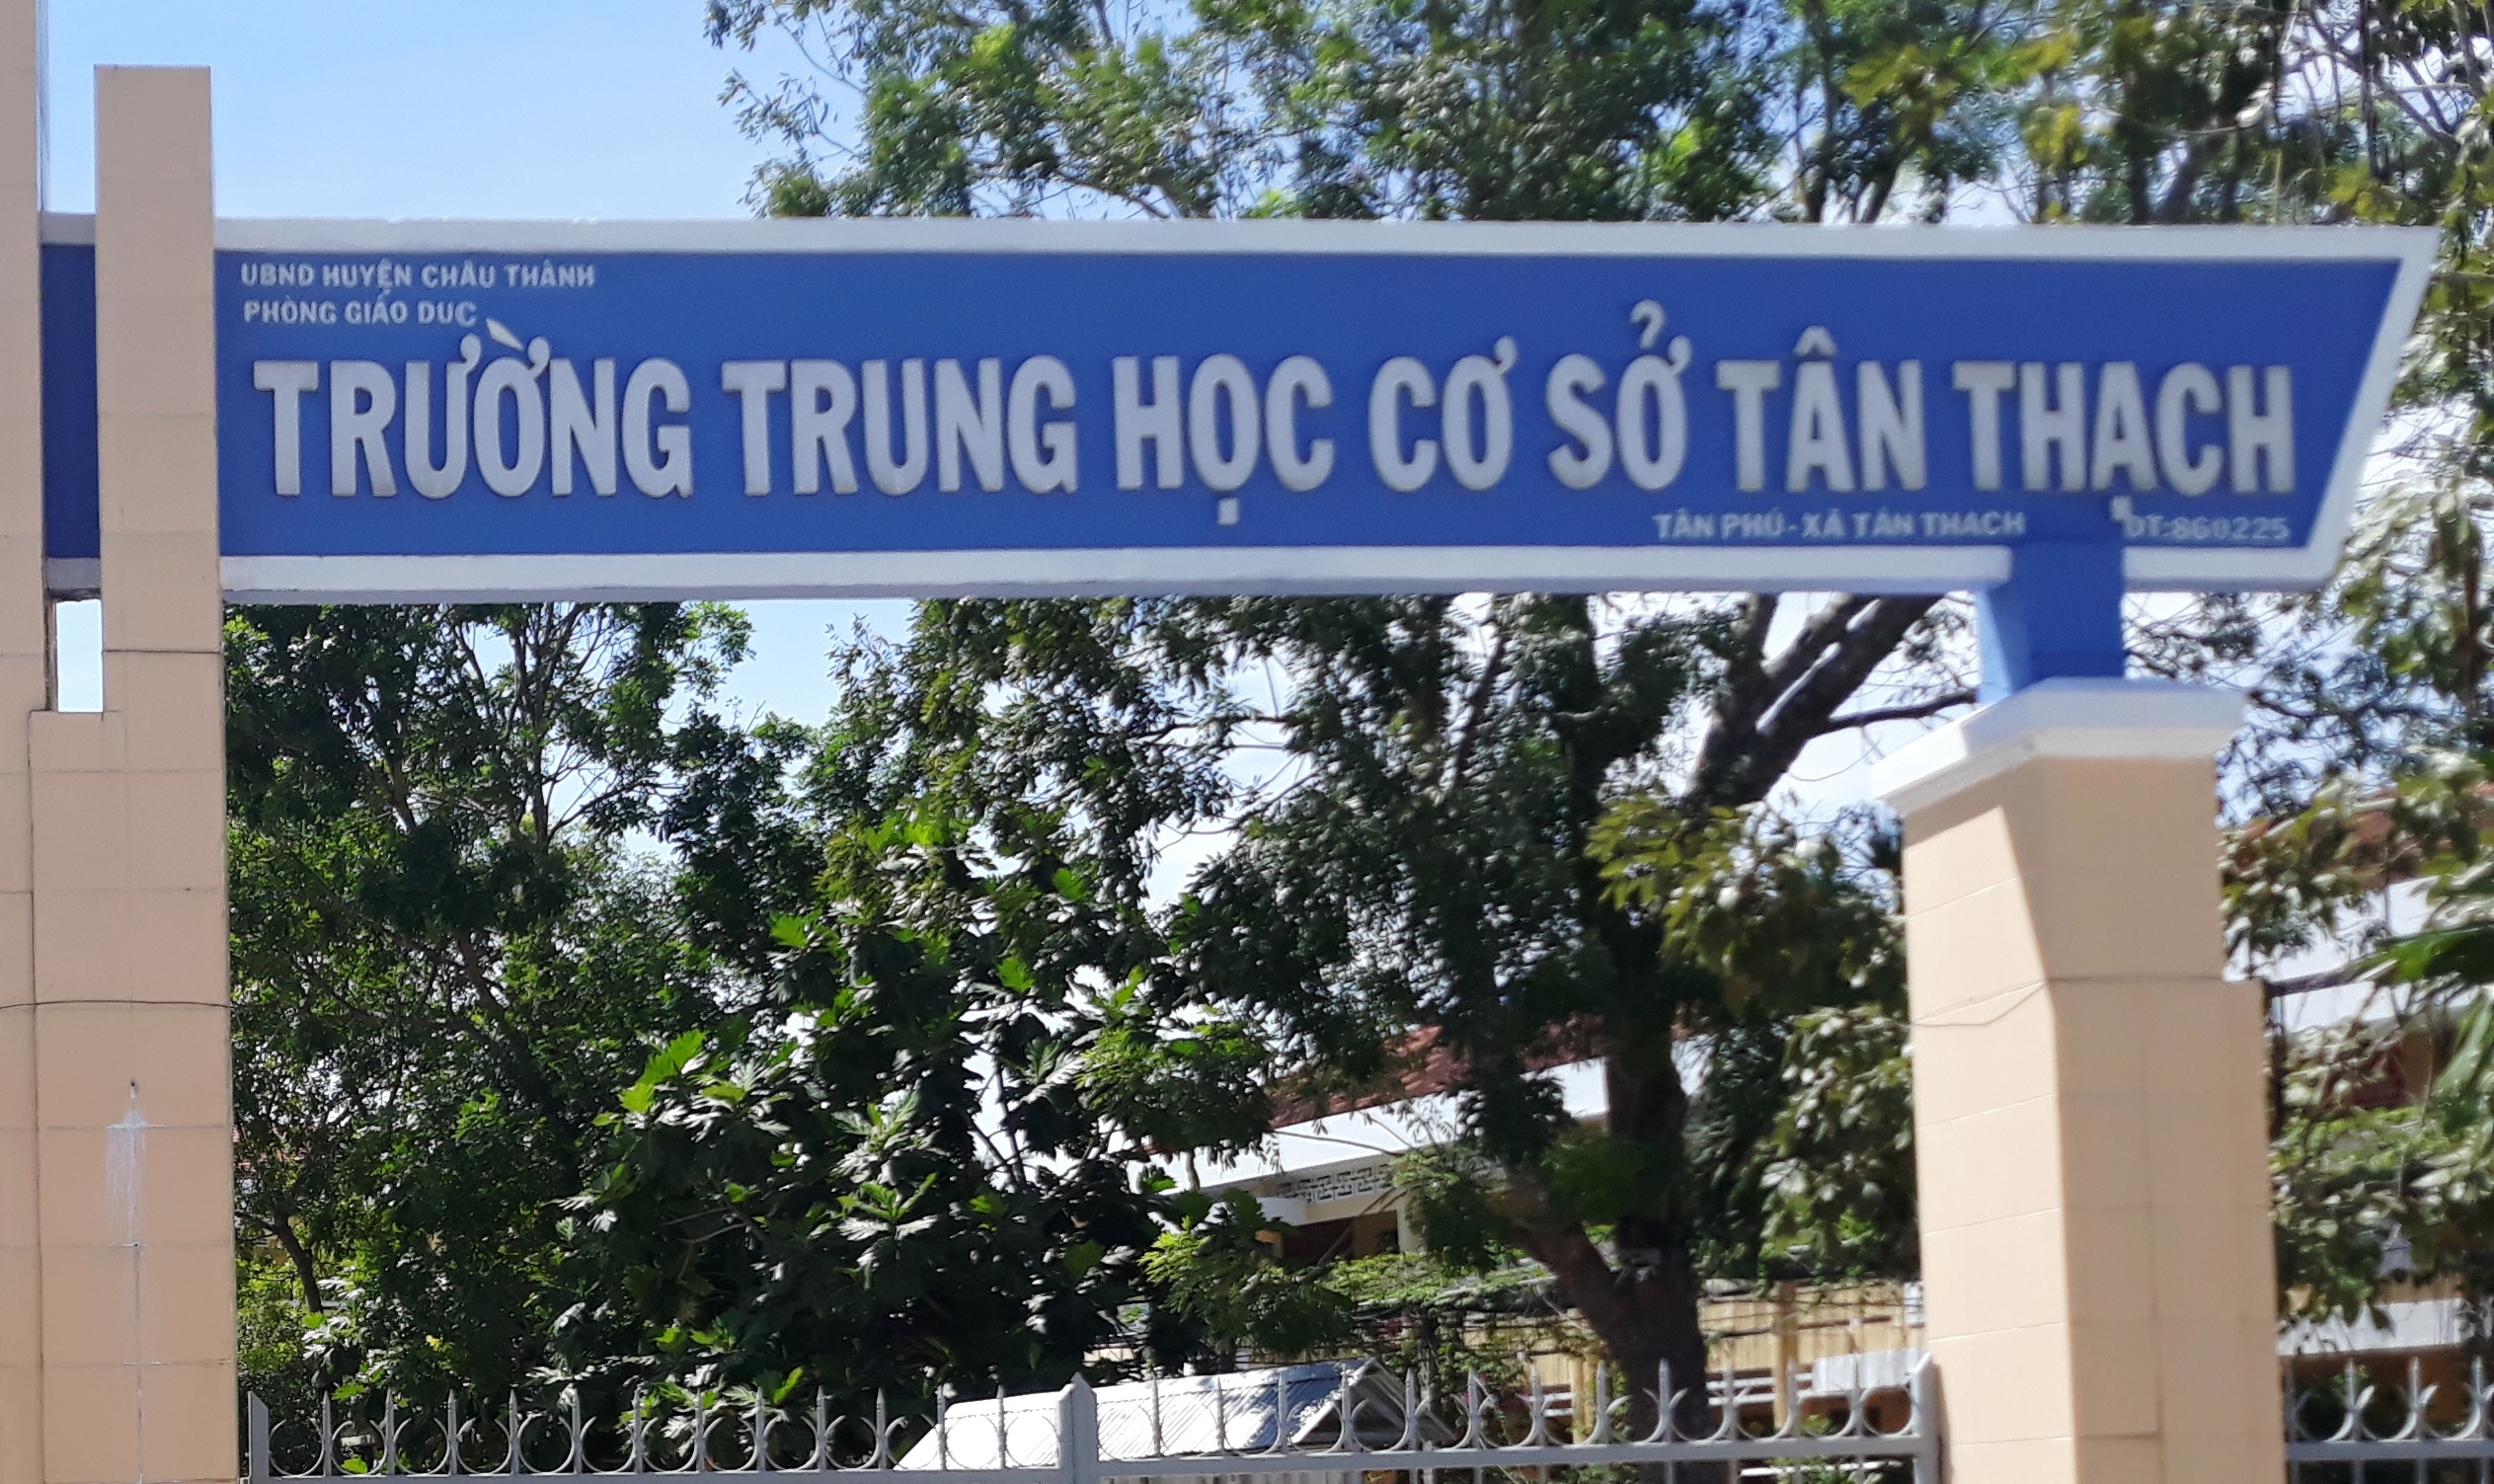 UBND HUYỆN CHÂU THÀNH
PHÒNG GIÁO DUC
TRƯỜNG TRUNG HỌC CƠ SỞ TÂN THẠCH
TÂN PHÚ-XÃ TÂN THẠCH ĐT:860225